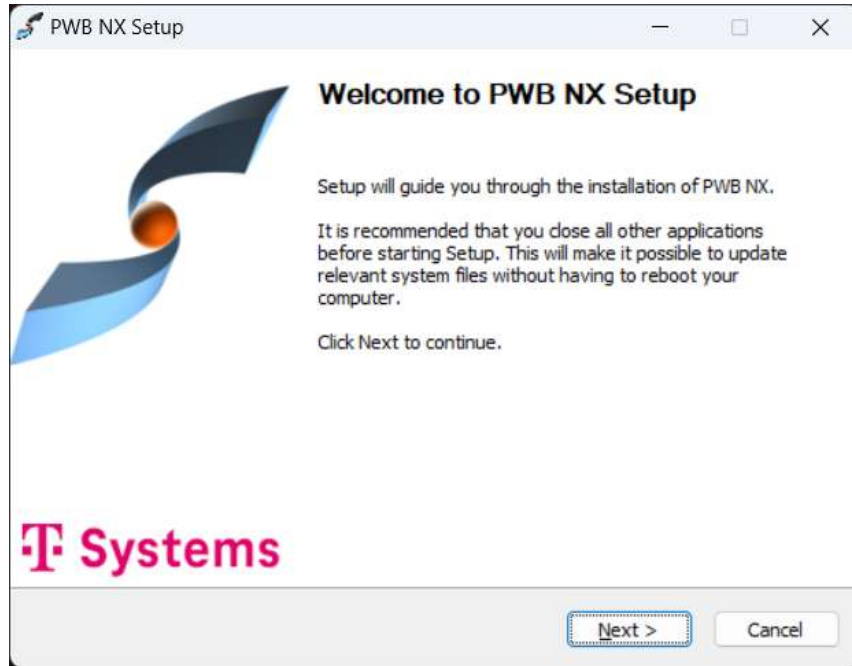 PWB NX Setup
Welcome to PWB NX Setup
Setup will guide you through the installation of PWB NX.
It is recommended that you close all other applications
before starting Setup. This will make it possible to update
relevant system files without having to reboot your
computer.
Click Next to continue.
T Systems
Next >
Cancel